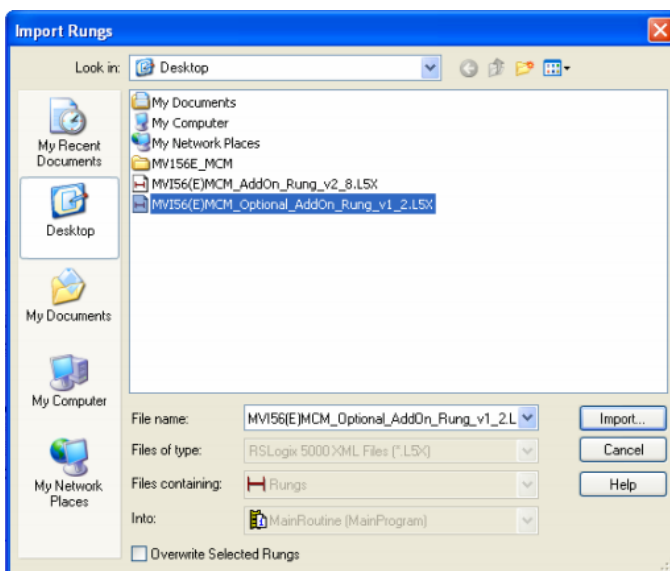 Import Rungs
Look in: Desktop
My Recent
Documents
Desktop
My Documents
My Computer
My Network
Places
My Documents
My Computer
My Network Places
MV156E_MCM
MVI56(E)MCM_AddOn_Rung_v2_8.L5X
MVI56(E)MCM_Optional_AddOn_Rung_v1_2.L5X
File name: MVI56(E)MCM_Optional_AddOn_Rung_v1_2.L
Import...
Files of type: RSLogix 5000 XML Files (*.L5X)
Cancel
Files containing: Rungs
Help
Into: MainRoutine (MainProgram)
Overwrite Selected Rungs